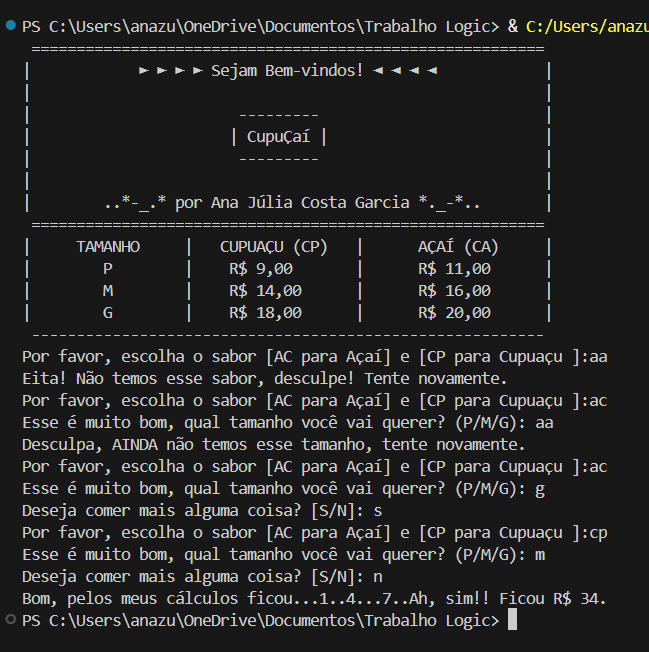 PS C:\Users\anazu\OneDrive\Documentos\Trabalho Logic> & C:/Users/anazu
=========================================================
| ► ► ► ► Sejam Bem-vindos! ◄ ◄ ◄ ◄ |
| |
| --------- |
| | CupuÇaí | |
| --------- |
| |
| ..*-_.* por Ana Júlia Costa Garcia *._-*.. |
=========================================================
| TAMANHO | CUPUAÇU (CP) | AÇAÍ (CA) |
| P | R$ 9,00 | R$ 11,00 |
| M | R$ 14,00 | R$ 16,00 |
| G | R$ 18,00 | R$ 20,00 |
---------------------------------------------------------
Por favor, escolha o sabor [AC para Açaí] e [CP para Cupuaçu ]:aa
Eita! Não temos esse sabor, desculpe! Tente novamente.
Por favor, escolha o sabor [AC para Açaí] e [CP para Cupuaçu ]:ac
Esse é muito bom, qual tamanho você vai querer? (P/M/G): aa
Desculpa, AINDA não temos esse tamanho, tente novamente.
Por favor, escolha o sabor [AC para Açaí] e [CP para Cupuaçu ]:ac
Esse é muito bom, qual tamanho você vai querer? (P/M/G): g
Deseja comer mais alguma coisa? [S/N]: s
Por favor, escolha o sabor [AC para Açaí] e [CP para Cupuaçu ]:cp
Esse é muito bom, qual tamanho você vai querer? (P/M/G): m
Deseja comer mais alguma coisa? [S/N]: n
Bom, pelos meus cálculos ficou...1..4...7..Ah, sim!! Ficou R$ 34.
PS C:\Users\anazu\OneDrive\Documentos\Trabalho Logic>